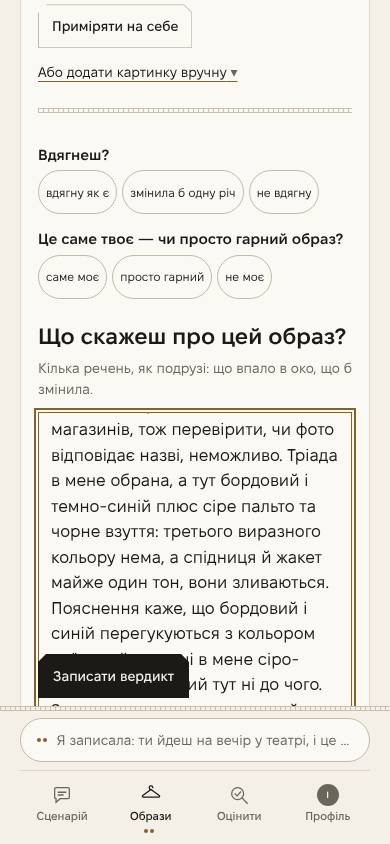 Приміряти на себе
Або додати картинку вручну ▾
Вдягнеш?
вдягну як є
змінила б одну річ
не вдягну
Це саме твоє — чи просто гарний образ?
саме моє
просто гарний
не моє
Що скажеш про цей образ?
Кілька речень, як подрузі: що впало в око, що б
змінила.
магазинів, тож перевірити, чи фото
відповідає назві, неможливо. Тріада
в мене обрана, а тут бордовий і
темно-синій плюс сіре пальто та
чорне взуття: третього виразного
кольору нема, а спідниця й жакет
майже один тон, вони зливаються.
Пояснення каже, що бордовий і
синій перегукуються з кольором
і в мене сіро-
Записати вердикт
ий тут ні до чого.
Я записала: ти йдеш на вечір у театрі, і це ...
Сценарій
Образи
Оцінити
І
Профіль